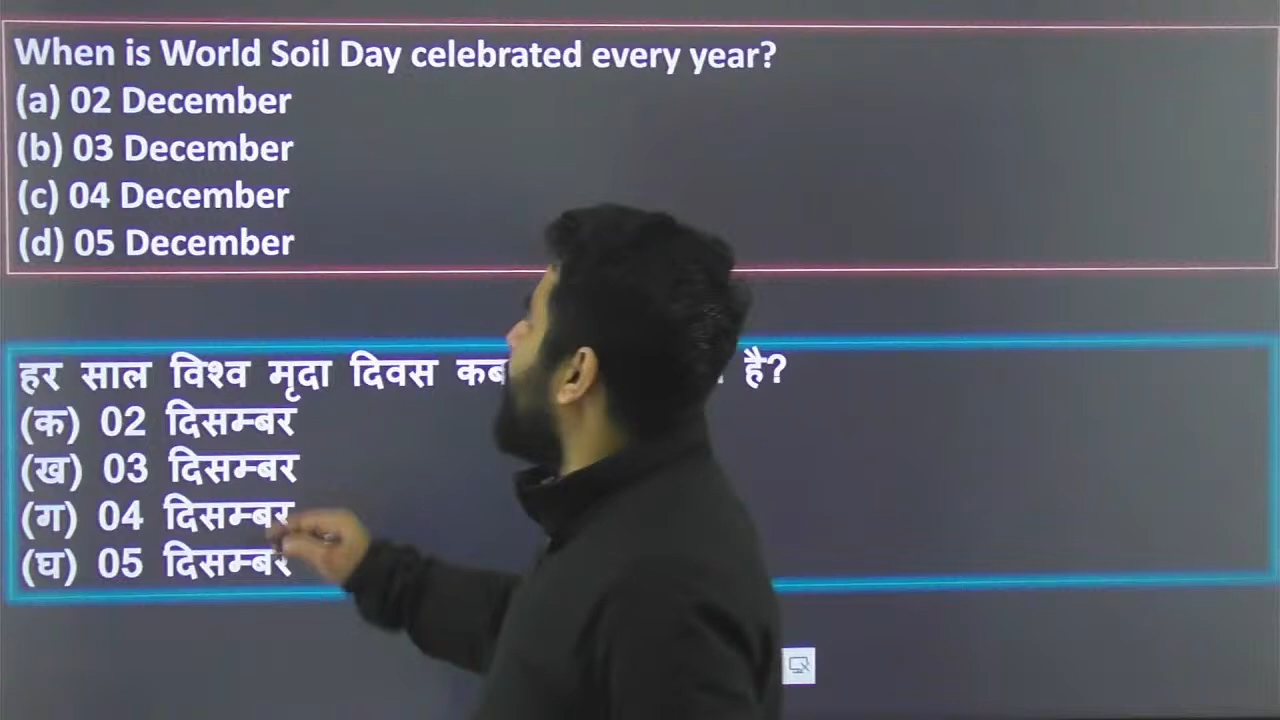 When is World Soil Day celebrated every year?
(a) 02 December
(b) 03 December
(c) 04 December
(d) 05 December
हर साल विश्व मृदा दिवस कब है?
(क) 02 दिसम्बर
(ख) 03 दिसम्बर
(ग) 04 दिसम्बर
(घ) 05 दिसम्बर